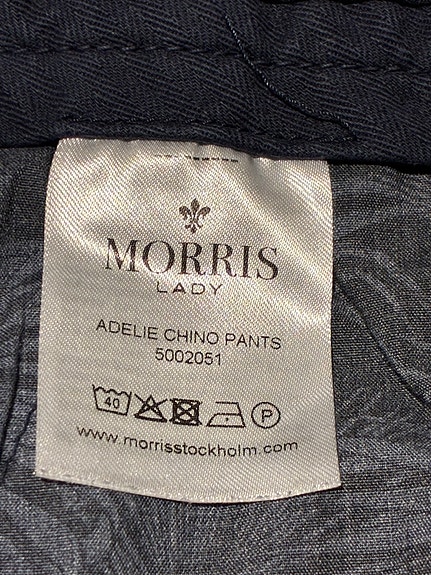 MORRIS
LADY
ADELIE CHINO PANTS
5002051
40 P
www.morrisstockholm.com